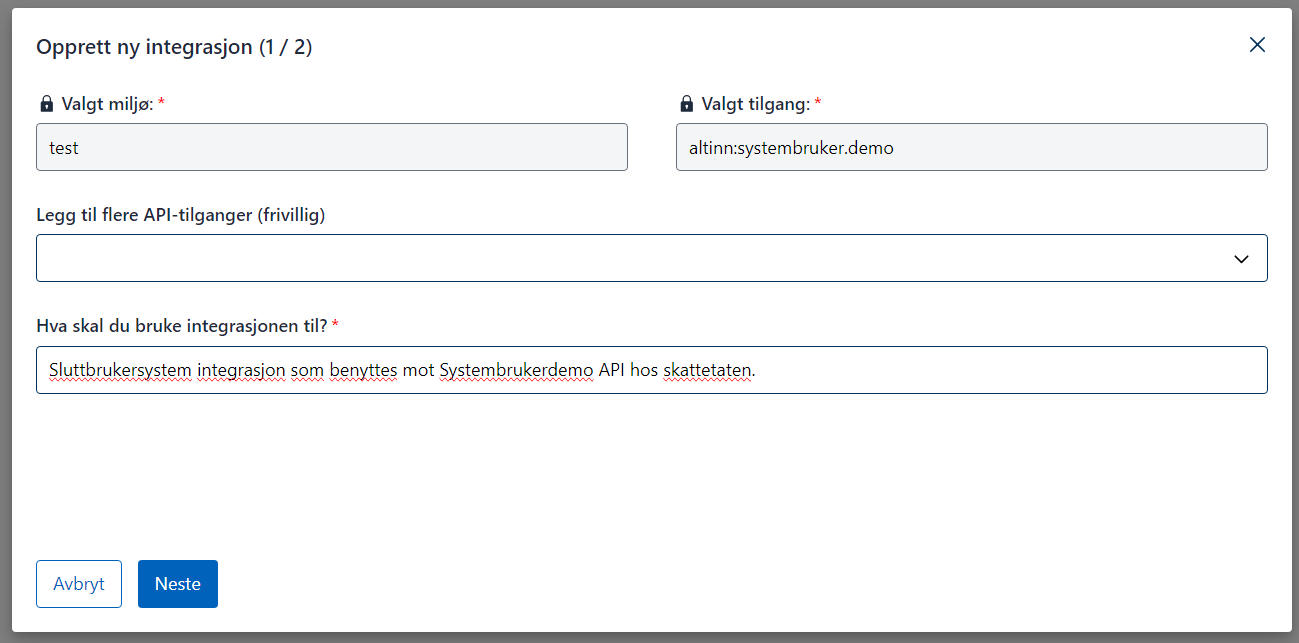 Opprett ny integrasjon (1 / 2)
Valgt miljø: *
Valgt tilgang: *
test
altinn:systembruker.demo
Legg til flere API-tilganger (frivillig)
Hva skal du bruke integrasjonen til? *
Sluttbrukersystem integrasjon som benyttes mot Systembrukerdemo API hos skattetaten.
Avbryt
Neste